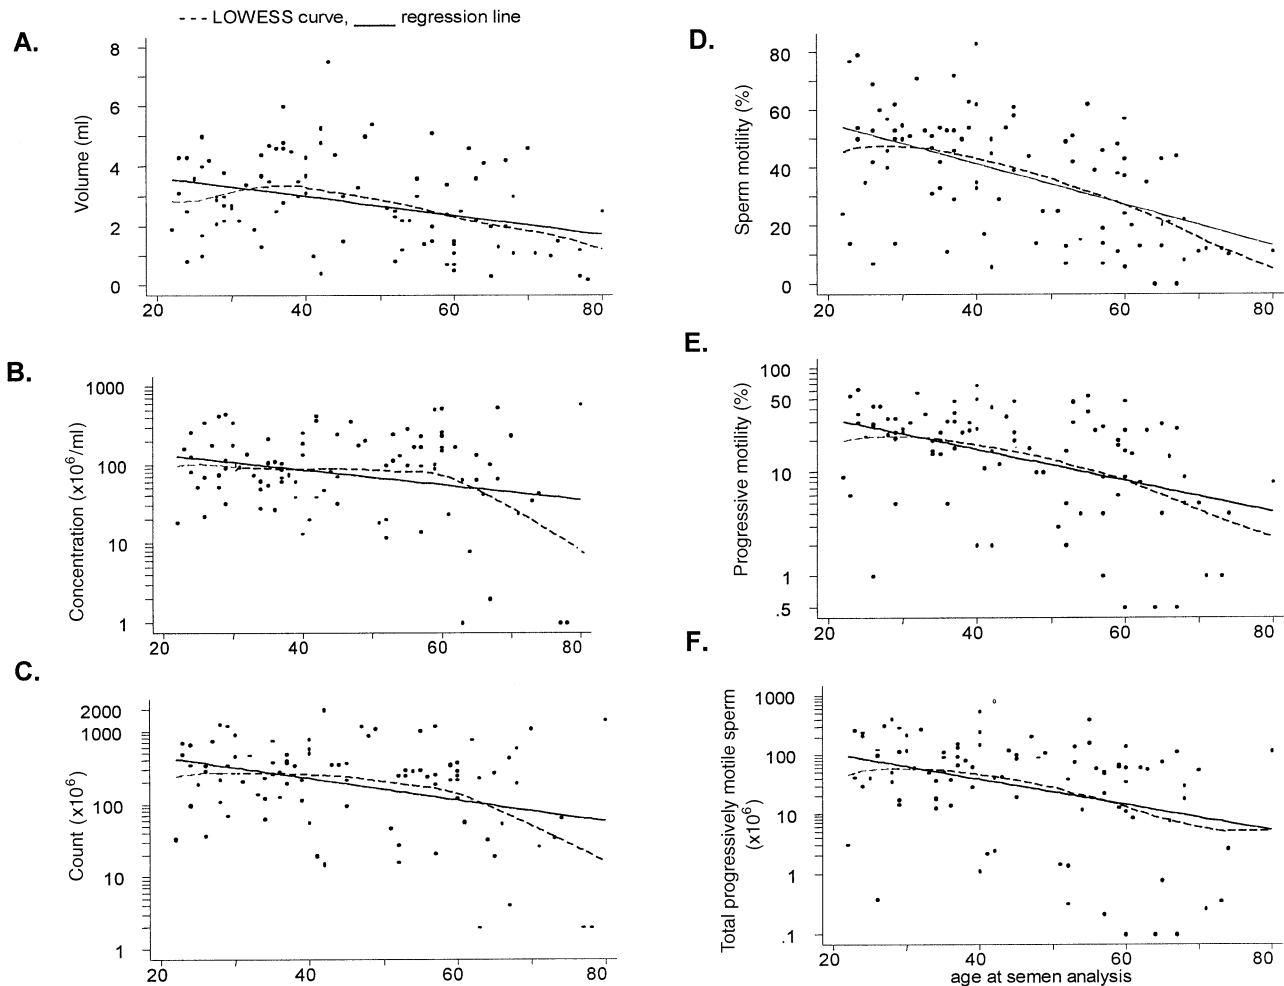 --- LOWESS curve, ____ regression line
A.
Volume (ml)
8
6
4
2
0
20 40 60 80
B.
Concentration (x10⁶/ml)
1000
100
10
1
20 40 60 80
C.
Count (x10⁶)
2000
1000
100
10
1
20 40 60 80
D.
Sperm motility (%)
80
60
40
20
0
20 40 60 80
E.
Progressive motility (%)
100
50
10
5
1
.5
20 40 60 80
F.
Total progressively motile sperm
(x10⁶)
1000
100
10
1
.1
20 40 60 80
age at semen analysis